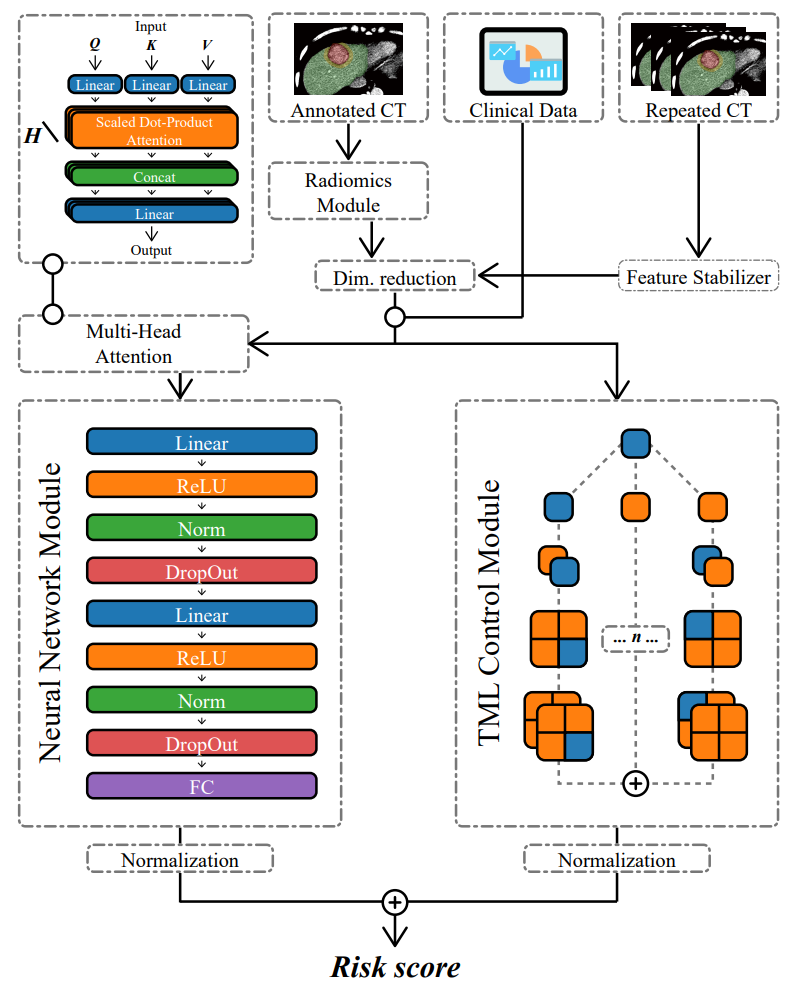 Input
Q K V
Linear Linear Linear
H
Scaled Dot-Product
Attention
Concat
Linear
Output
Annotated CT
Clinical Data
Repeated CT
Radiomics
Module
Dim. reduction
Feature Stabilizer
Multi-Head
Attention
Neural Network Module
Linear
ReLU
Norm
DropOut
Linear
ReLU
Norm
DropOut
FC
TML Control Module
... n ...
Normalization
Normalization
Risk score